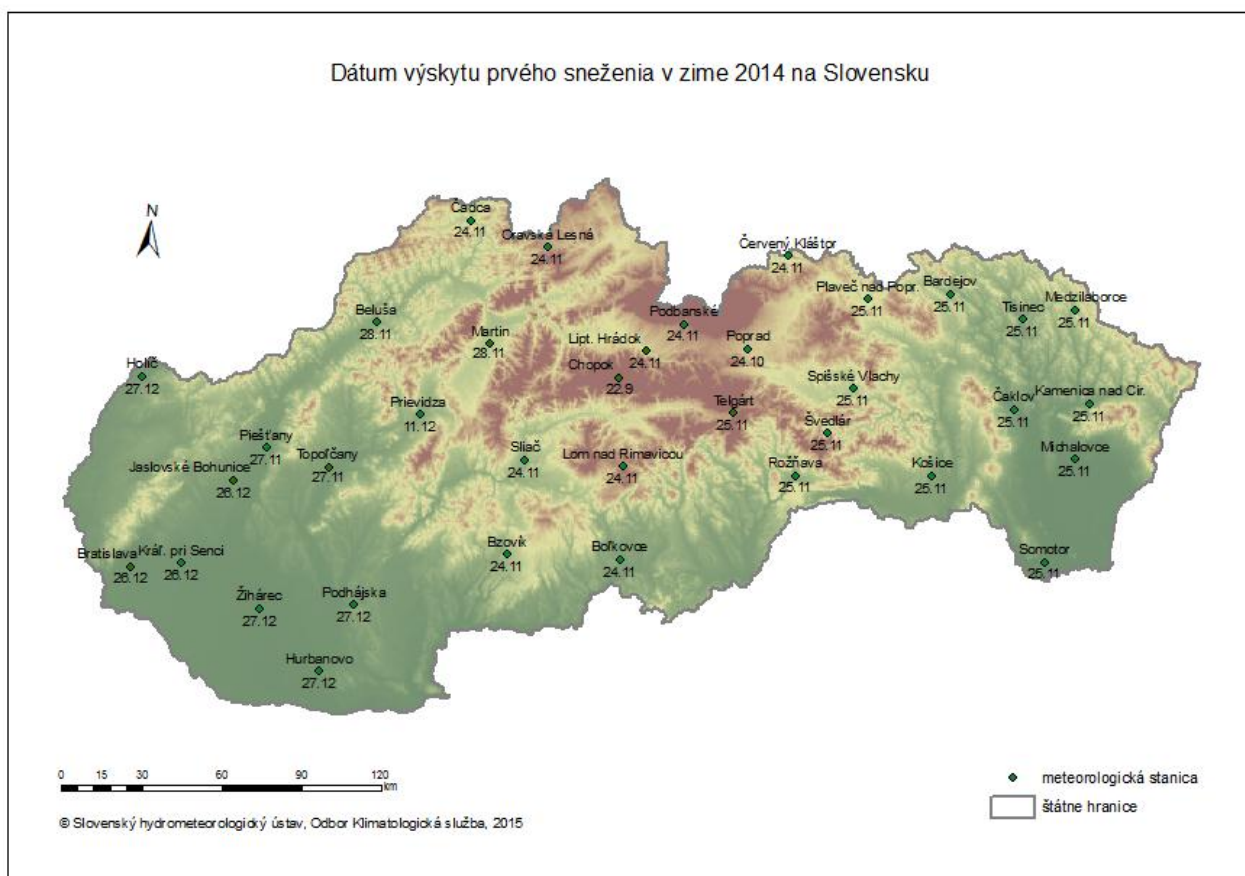 Dátum výskytu prvého sneženia v zime 2014 na Slovensku
N
Čadca
24.11
Oravská Lesná
24.11
Červený Kláštor
24.11
Plaveč nad Popr.
25.11
Bardejov
25.11
Tisinec
25.11
Medzilaborce
25.11
Beluša
28.11
Martin
28.11
Podbanské
24.11
Lipt. Hrádok
24.11
Poprad
24.10
Holíč
27.12
Chopok
22.9
Spišské Vlachy
25.11
Prievidza
11.12
Telgárt
25.11
Čaklov
25.11
Kamenica nad Cir.
25.11
Švedlár
25.11
Piešťany
27.11
Topoľčany
27.11
Jaslovské Bohunice
26.12
Sliač
24.11
Lom nad Rimavicou
24.11
Rožňava
25.11
Košice
25.11
Michalovce
25.11
Bratislava
26.12
Kráľ. pri Senci
26.12
Bzovík
24.11
Boľkovce
24.11
Somotor
25.11
Žihárec
27.12
Podhájska
27.12
Hurbanovo
27.12
0 15 30 60 90 120
km
meteorologická stanica
štátne hranice
© Slovenský hydrometeorologický ústav, Odbor Klimatologická služba, 2015